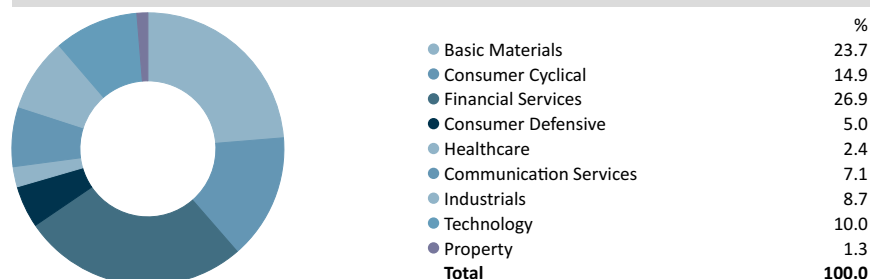 %
Basic Materials 23.7
Consumer Cyclical 14.9
Financial Services 26.9
Consumer Defensive 5.0
Healthcare 2.4
Communication Services 7.1
Industrials 8.7
Technology 10.0
Property 1.3
Total 100.0